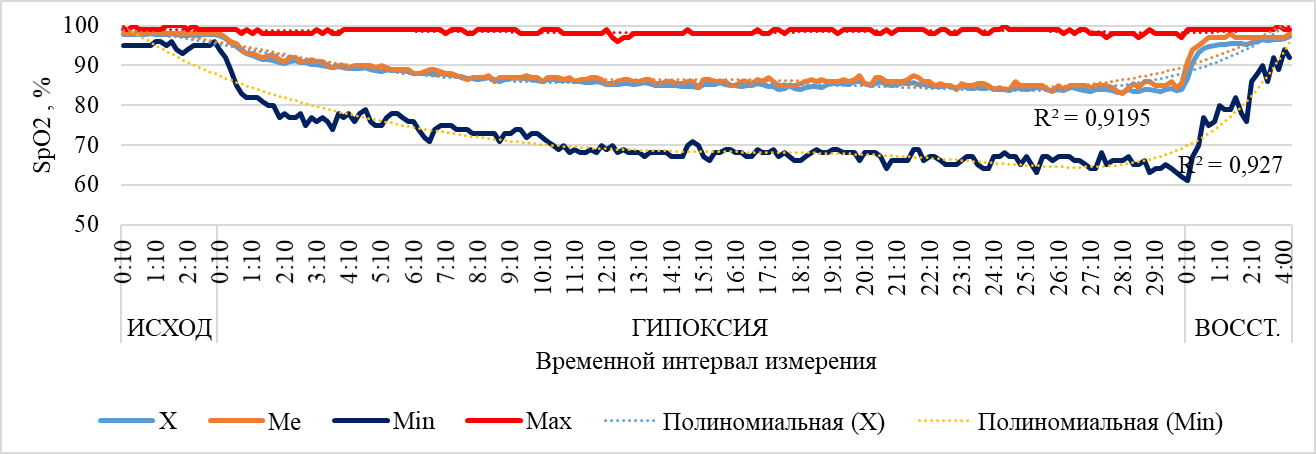 SpO2, %
100
90
80
70
60
50
R² = 0,9195
R² = 0,927
0:10 1:10 2:10 0:10 1:10 2:10 3:10 4:10 5:10 6:10 7:10 8:10 9:10 10:10 11:10 12:10 13:10 14:10 15:10 16:10 17:10 18:10 19:10 20:10 21:10 22:10 23:10 24:10 25:10 26:10 27:10 28:10 29:10 0:10 1:10 2:10 4:00
ИСХОД ГИПОКСИЯ ВОССТ.
Временной интервал измерения
X Me Min Max Полиномиальная (X) Полиномиальная (Min)